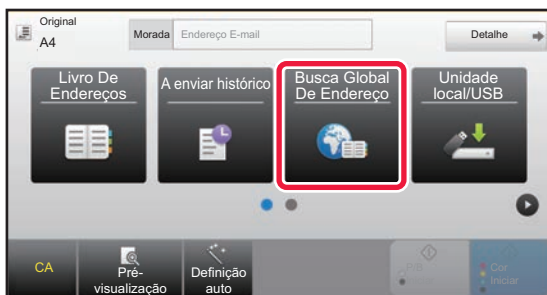 Original
A4
Morada
Endereço E-mail
Detalhe
Livro De
Endereços
A enviar histórico
Busca Global
De Endereço
Unidade
local/USB
CA
Pré-
visualização
Definição
auto
P/B
Iniciar
Cor
Iniciar